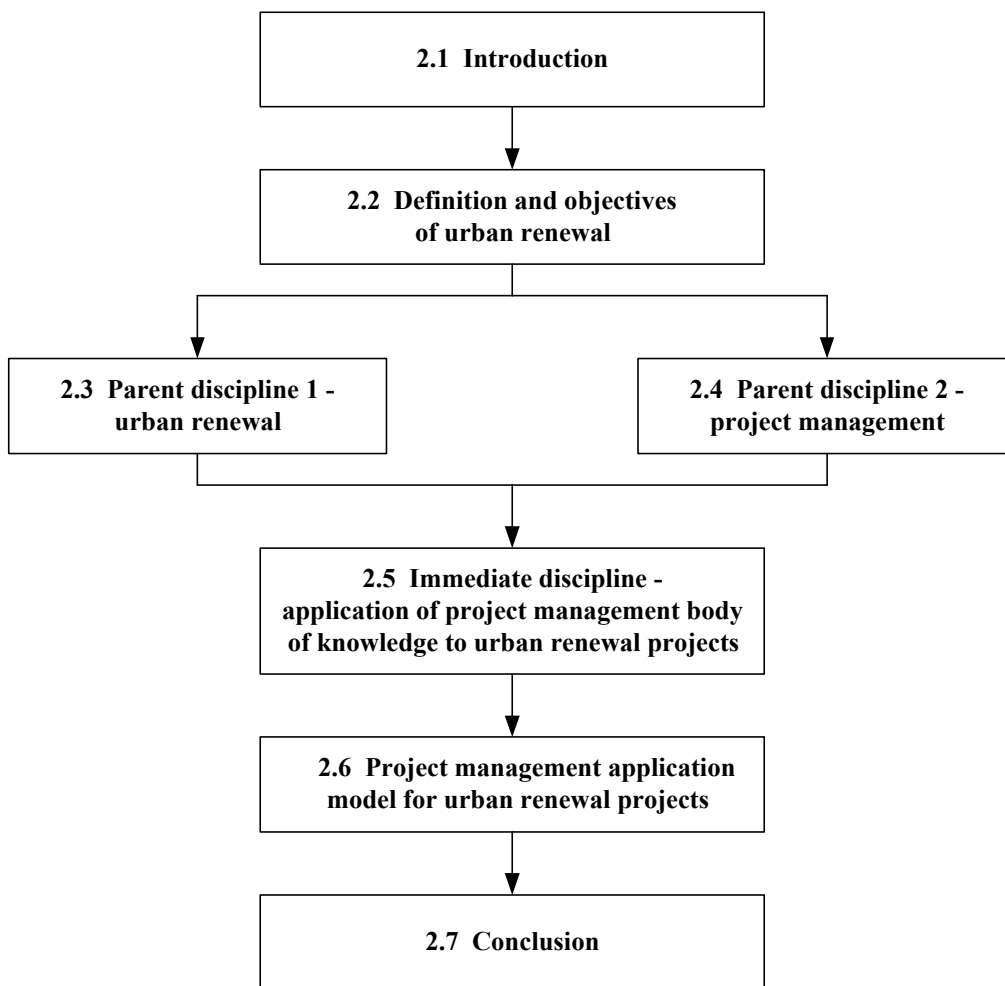 2.1 Introduction
2.2 Definition and objectives
of urban renewal
2.3 Parent discipline 1 -
urban renewal
2.4 Parent discipline 2 -
project management
2.5 Immediate discipline -
application of project management body
of knowledge to urban renewal projects
2.6 Project management application
model for urban renewal projects
2.7 Conclusion